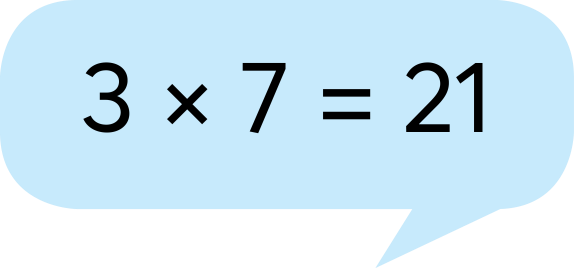 3 × 7 = 21